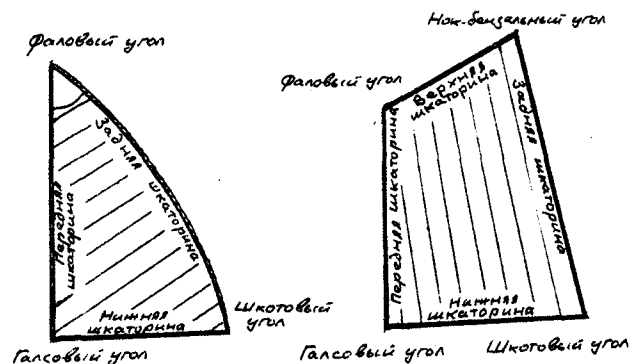 Фаловый угол
Задняя шкаторина
Передняя
шкаторина
Нижняя
шкаторина
Галсовый угол
Шкотовый
угол
Нок-бензельный угол
Фаловый угол
Верхняя
шкаторина
Задняя шкаторина
Передняя шкаторина
Нижняя
шкаторина
Галсовый угол
Шкотовый угол